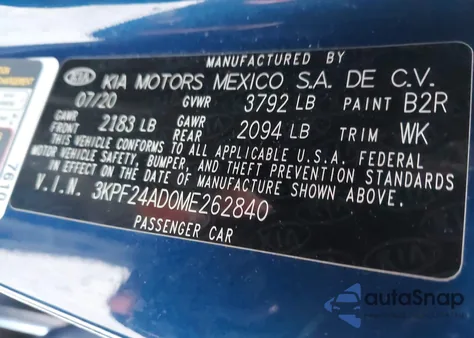 MANUFACTURED BY
KIA KIA MOTORS MEXICO S.A. DE C.V.
07/20 GVWR 3792 LB PAINT B2R
GAWR FRONT 2183 LB GAWR REAR 2094 LB TRIM WK
THIS VEHICLE CONFORMS TO ALL APPLICABLE U.S.A. FEDERAL
MOTOR VEHICLE SAFETY, BUMPER, AND THEFT PREVENTION STANDARDS
IN EFFECT ON THE DATE OF MANUFACTURE SHOWN ABOVE.
V.I.N. 3KPF24AD0ME262840
PASSENGER CAR
7610
autoSnap